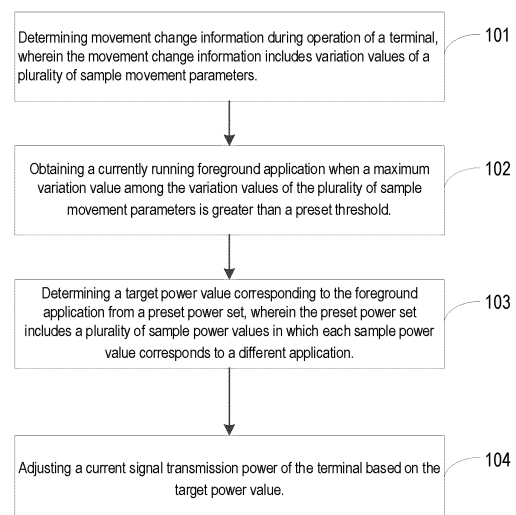 Determining movement change information during operation of a terminal,
wherein the movement change information includes variation values of a
plurality of sample movement parameters.
101
Obtaining a currently running foreground application when a maximum
variation value among the variation values of the plurality of sample
movement parameters is greater than a preset threshold.
102
Determining a target power value corresponding to the foreground
application from a preset power set, wherein the preset power set
includes a plurality of sample power values in which each sample power
value corresponds to a different application.
103
Adjusting a current signal transmission power of the terminal based on the
target power value.
104